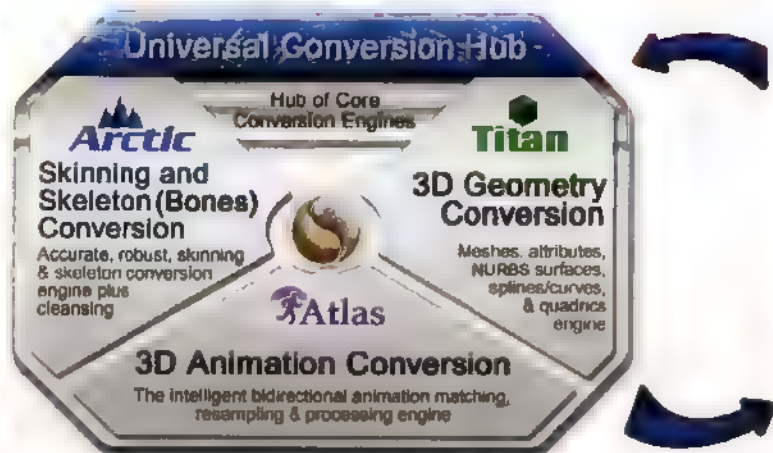 Universal Conversion Hub
Hub of Core
Conversion Engines
Arctic
Skinning and
Skeleton (Bones)
Conversion
Accurate, robust, skinning
& skeleton conversion
engine plus
cleansing
Titan
3D Geometry
Conversion
Meshes, attributes,
NURBS surfaces,
splines/curves,
& quadrics
engine
Atlas
3D Animation Conversion
The intelligent bidirectional animation matching,
resampling & processing engine